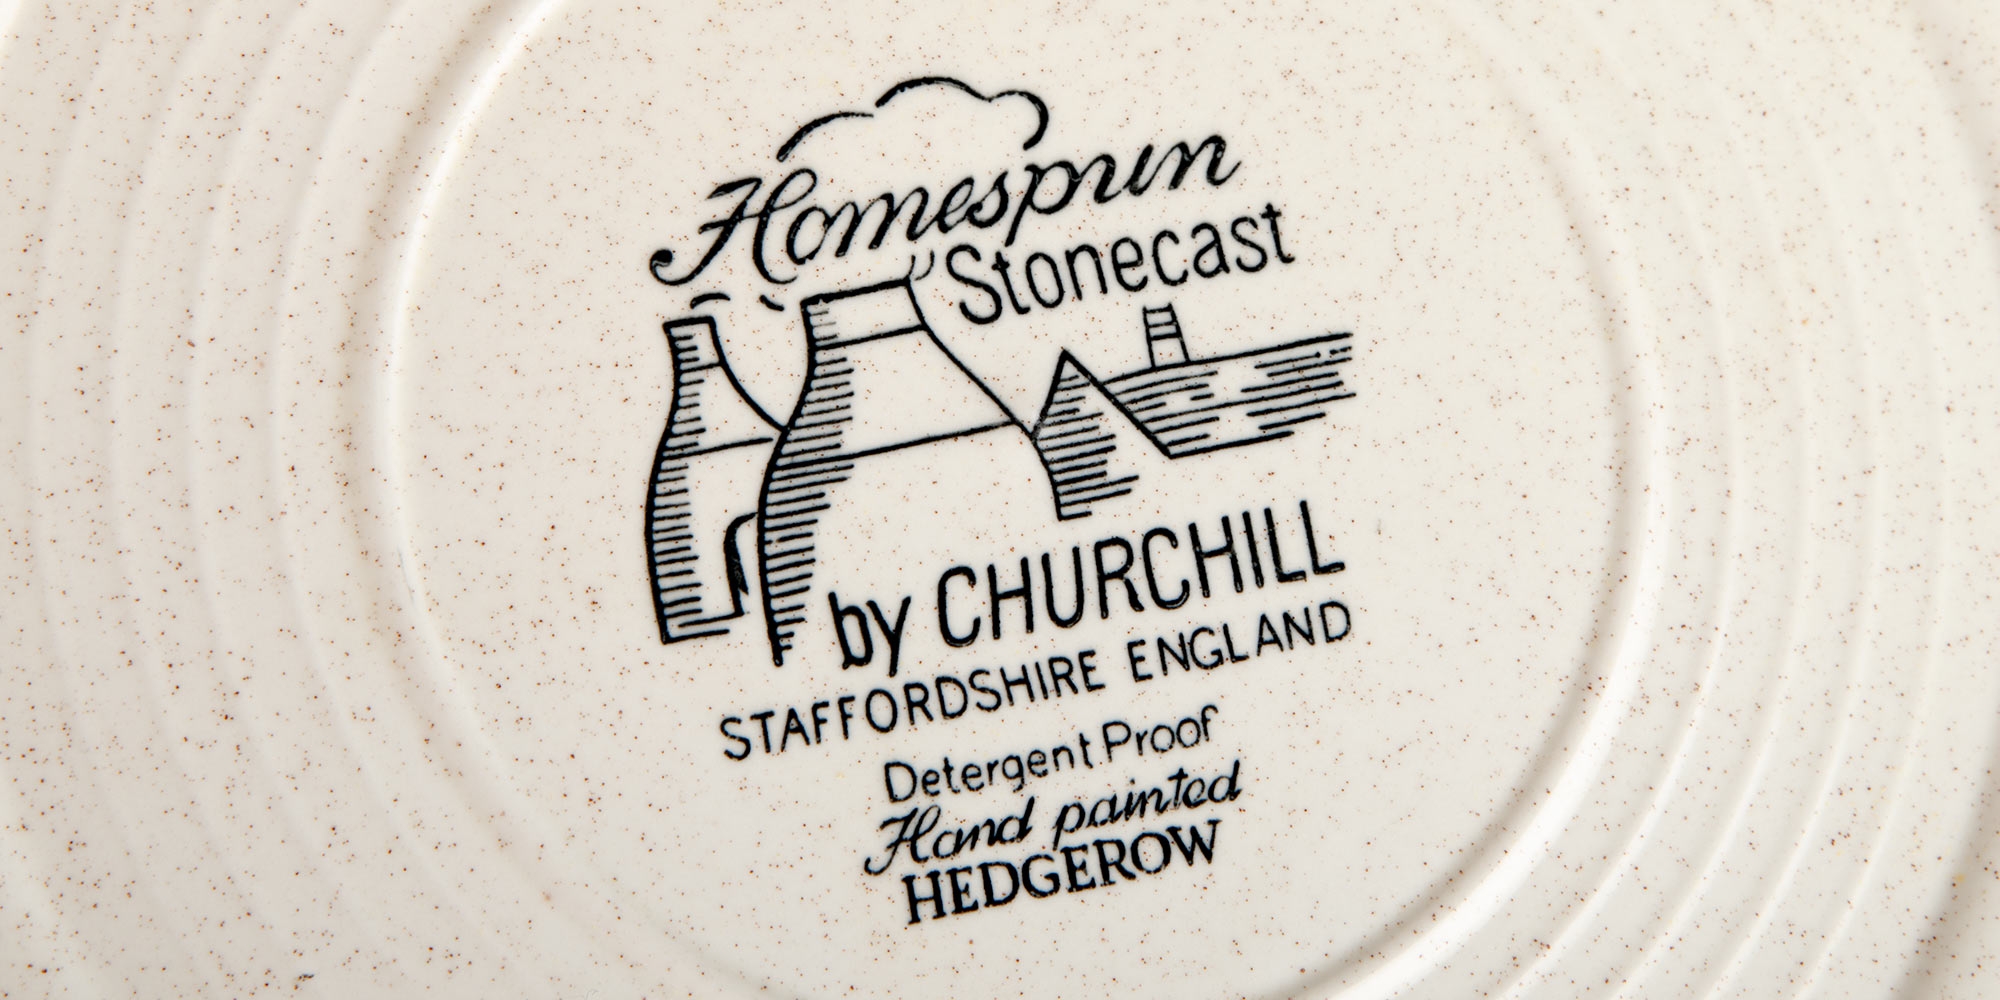 Homespun
Stonecast
by CHURCHILL
STAFFORDSHIRE ENGLAND
Detergent Proof
Hand painted
HEDGEROW